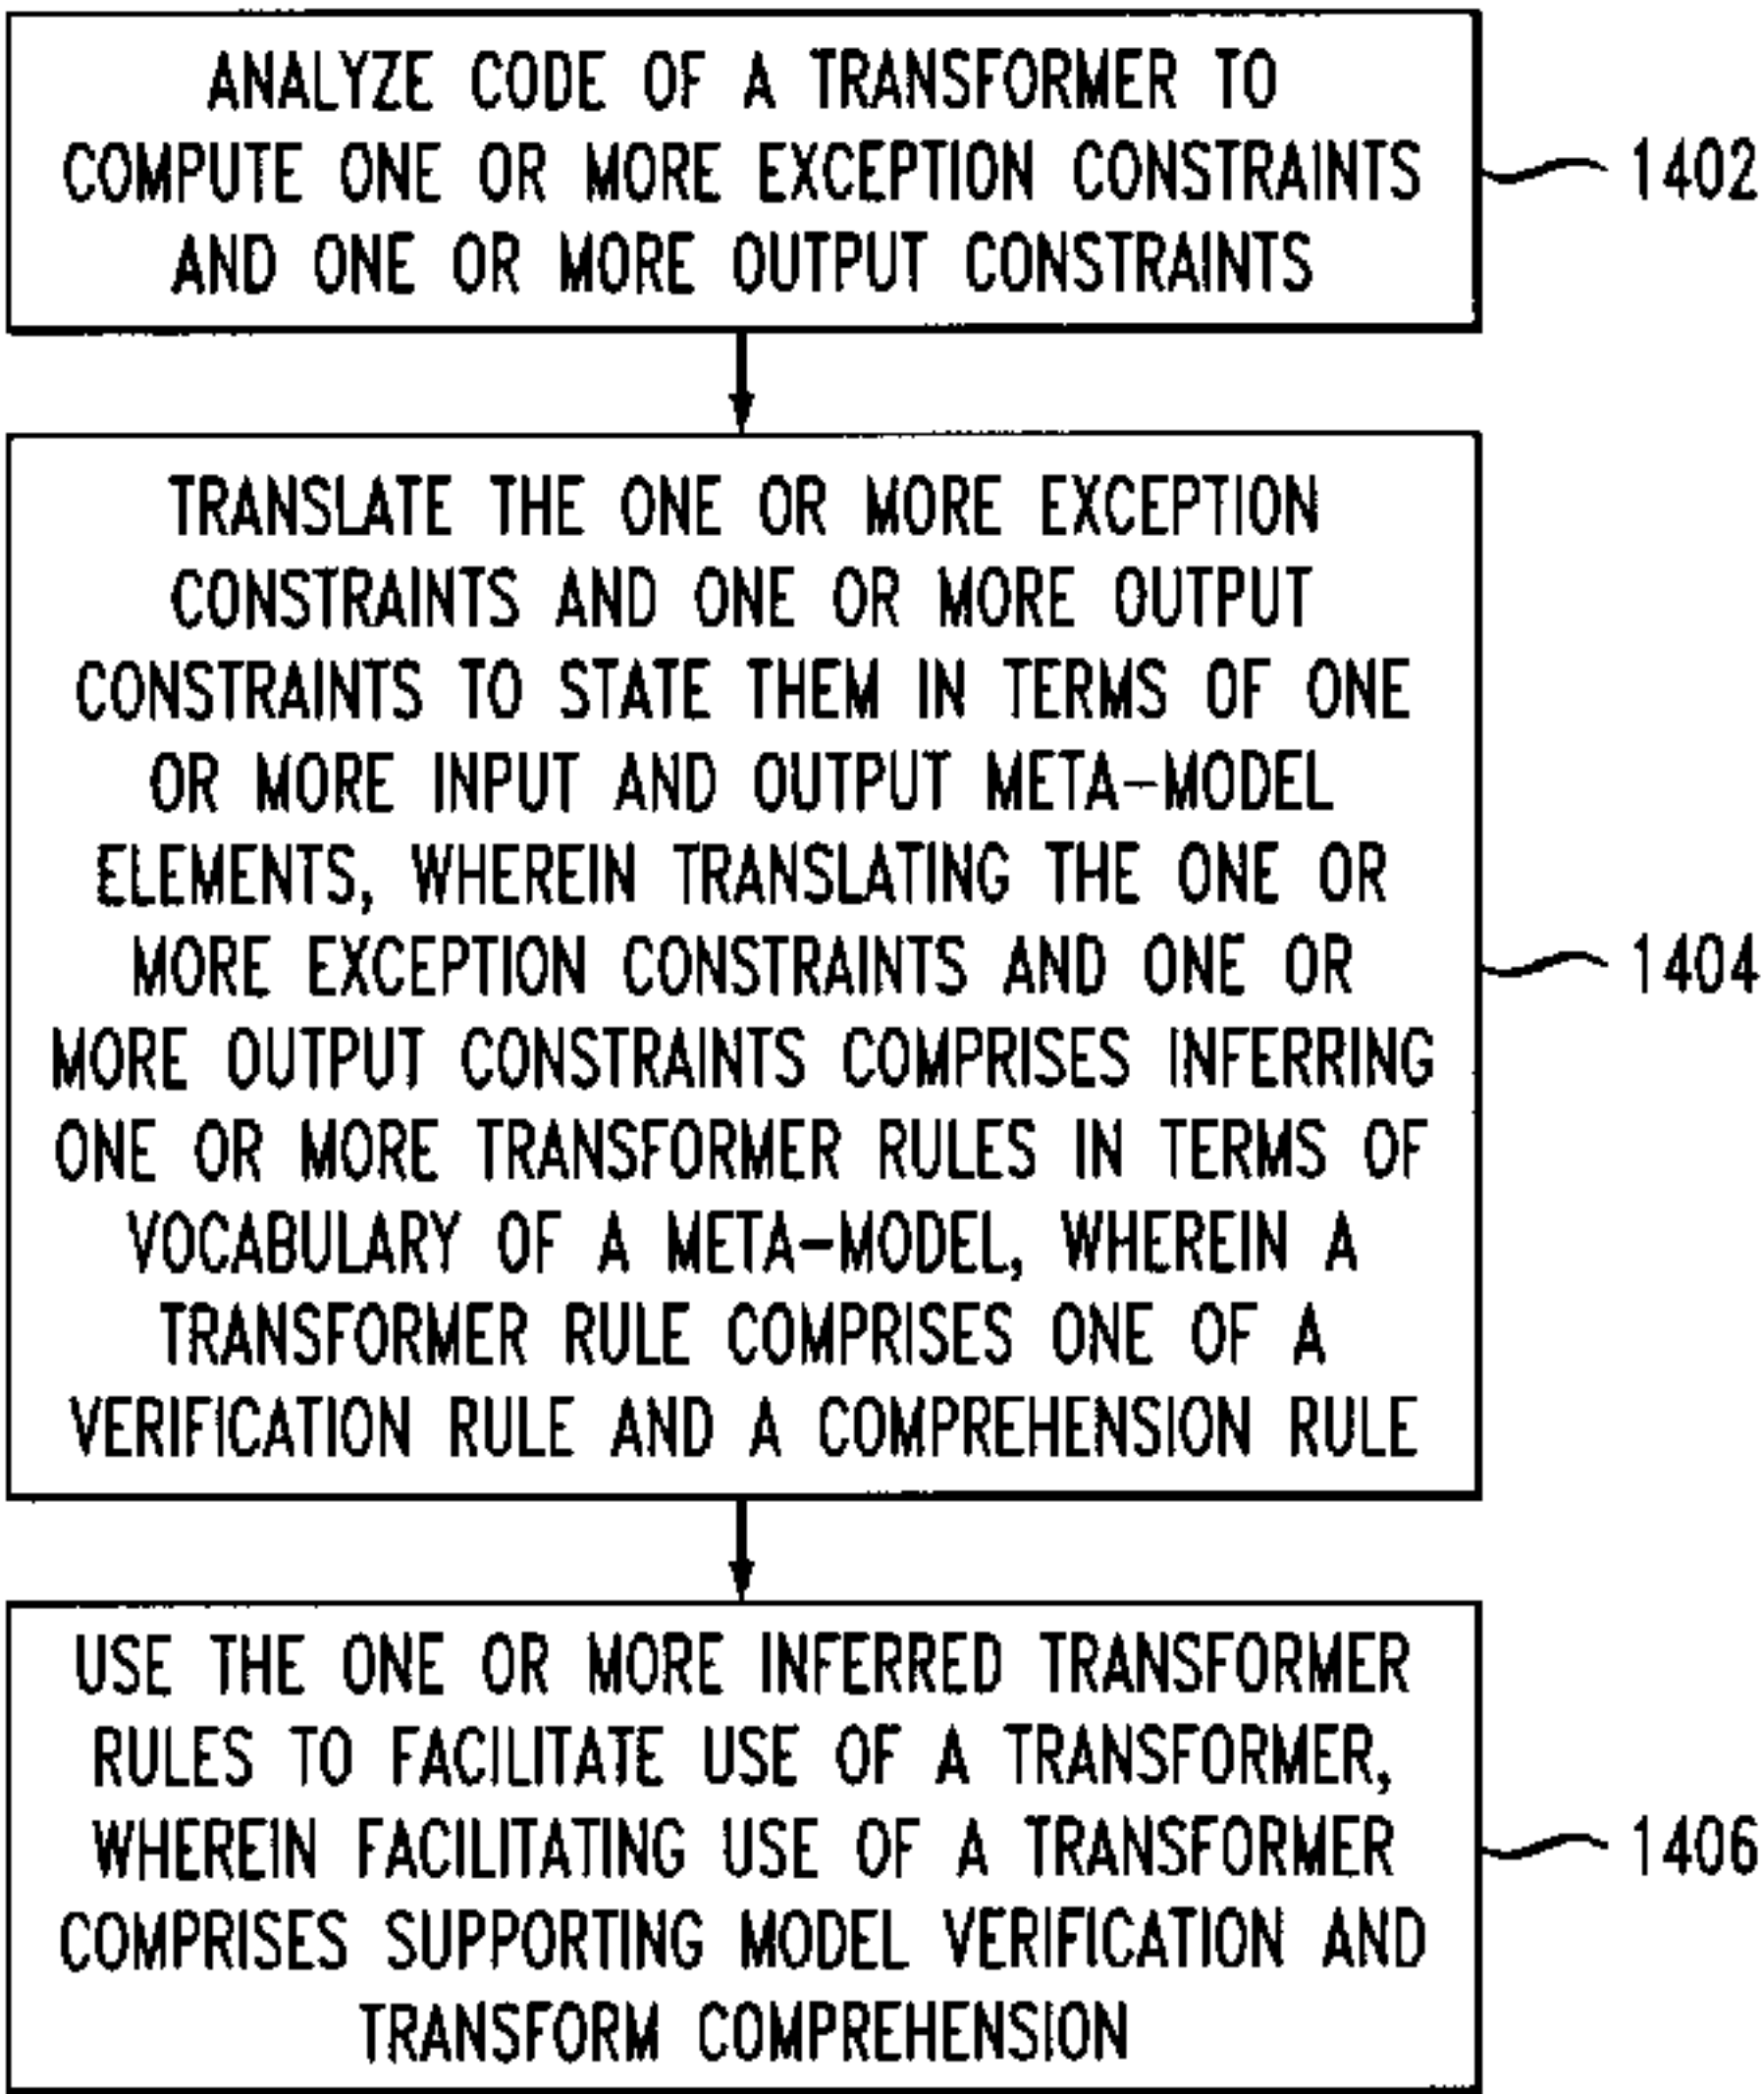 ANALYZE CODE OF A TRANSFORMER TO
COMPUTE ONE OR MORE EXCEPTION CONSTRAINTS
AND ONE OR MORE OUTPUT CONSTRAINTS
1402
TRANSLATE THE ONE OR MORE EXCEPTION
CONSTRAINTS AND ONE OR MORE OUTPUT
CONSTRAINTS TO STATE THEM IN TERMS OF ONE
OR MORE INPUT AND OUTPUT META-MODEL
ELEMENTS, WHEREIN TRANSLATING THE ONE OR
MORE EXCEPTION CONSTRAINTS AND ONE OR
MORE OUTPUT CONSTRAINTS COMPRISES INFERRING
ONE OR MORE TRANSFORMER RULES IN TERMS OF
VOCABULARY OF A META-MODEL, WHEREIN A
TRANSFORMER RULE COMPRISES ONE OF A
VERIFICATION RULE AND A COMPREHENSION RULE
1404
USE THE ONE OR MORE INFERRED TRANSFORMER
RULES TO FACILITATE USE OF A TRANSFORMER,
WHEREIN FACILITATING USE OF A TRANSFORMER
COMPRISES SUPPORTING MODEL VERIFICATION AND
TRANSFORM COMPREHENSION
1406